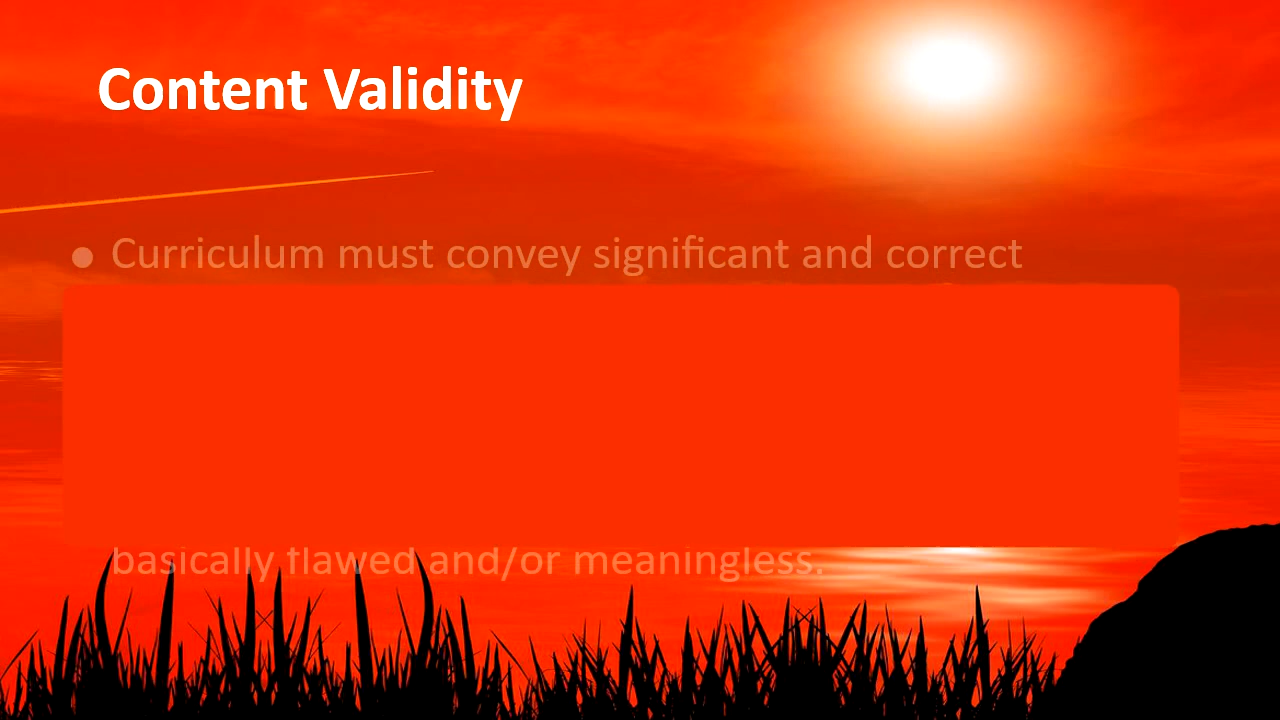 Content Validity
• Curriculum must convey significant and correct
basically flawed and/or meaningless.